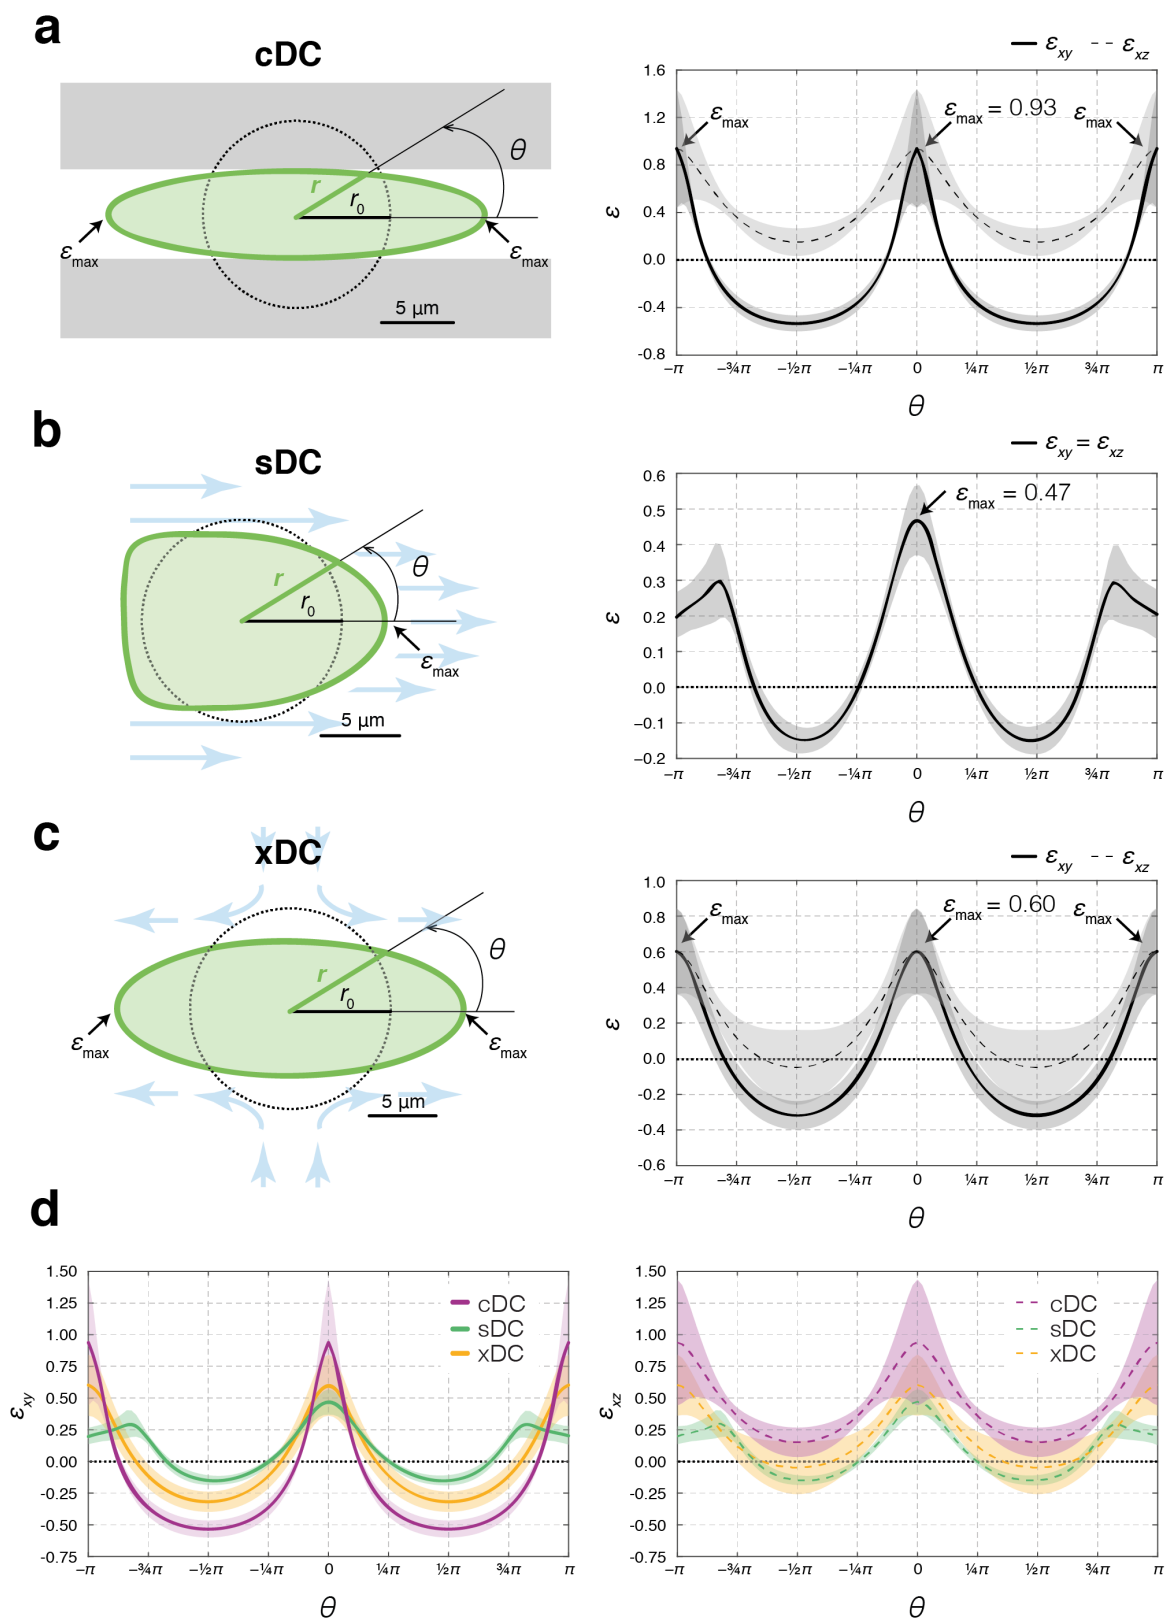 a
cDC
θ
r
r0
εmax
εmax
5 μm
εxy
εxz
1.6
1.2
0.8
0.4
0.0
-0.4
-0.8
ε
εmax
εmax = 0.93
εmax
−π
−¾π
−½π
−¼π
0
¼π
½π
¾π
π
θ
b
sDC
θ
r
r0
εmax
5 μm
εxy = εxz
0.6
0.5
0.4
0.3
0.2
0.1
0.0
-0.1
-0.2
ε
εmax = 0.47
−π
−¾π
−½π
−¼π
0
¼π
½π
¾π
π
θ
c
xDC
θ
r
r0
εmax
εmax
5 μm
εxy
εxz
1.0
0.8
0.6
0.4
0.2
0.0
-0.2
-0.4
-0.6
ε
εmax
εmax = 0.60
εmax
−π
−¾π
−½π
−¼π
0
¼π
½π
¾π
π
θ
d
1.50
1.25
1.00
0.75
0.50
0.25
0.00
-0.25
-0.50
-0.75
εxy
cDC
sDC
xDC
−π
−¾π
−½π
−¼π
0
¼π
½π
¾π
π
θ
1.50
1.25
1.00
0.75
0.50
0.25
0.00
-0.25
-0.50
-0.75
εxz
cDC
sDC
xDC
−π
−¾π
−½π
−¼π
0
¼π
½π
¾π
π
θ